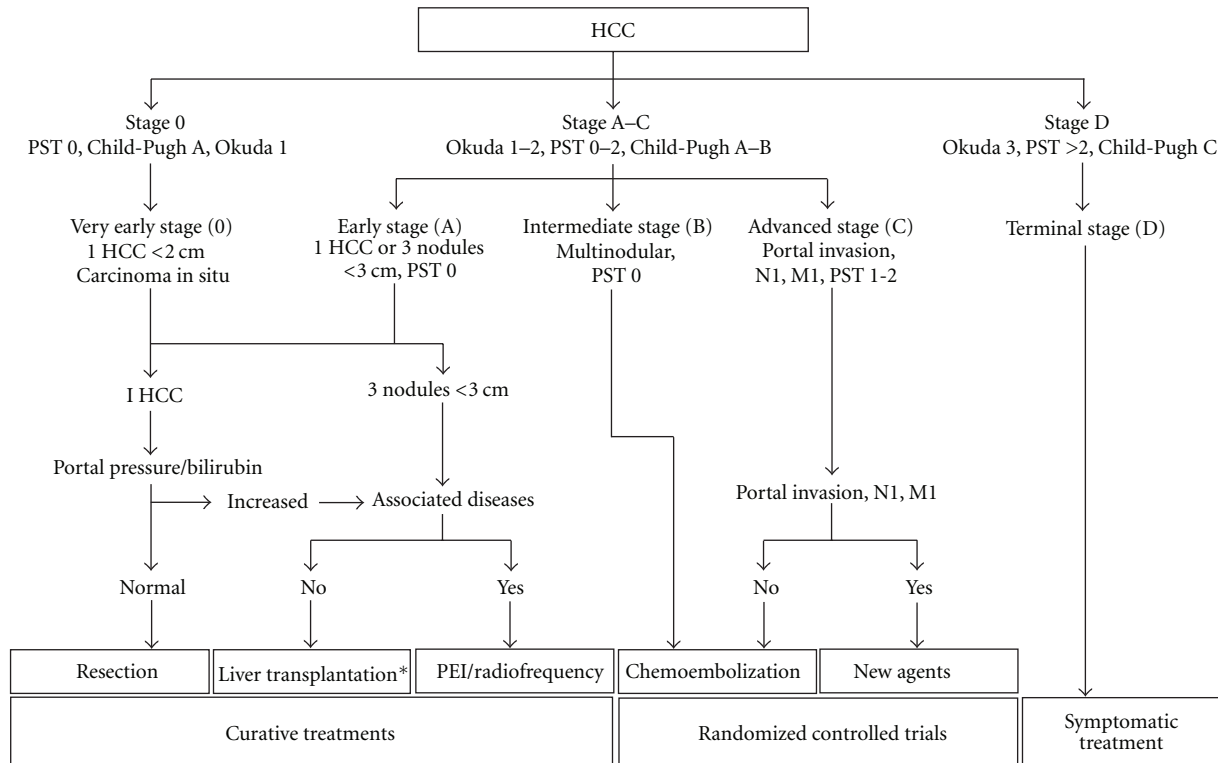 HCC
Stage 0
PST 0, Child-Pugh A, Okuda 1
Stage A–C
Okuda 1–2, PST 0–2, Child-Pugh A–B
Stage D
Okuda 3, PST >2, Child-Pugh C
Very early stage (0)
1 HCC <2 cm
Carcinoma in situ
Early stage (A)
1 HCC or 3 nodules
<3 cm, PST 0
Intermediate stage (B)
Multinodular,
PST 0
Advanced stage (C)
Portal invasion,
N1, M1, PST 1-2
Terminal stage (D)
I HCC
3 nodules <3 cm
Portal pressure/bilirubin
Increased
Associated diseases
Portal invasion, N1, M1
Normal
No
Yes
No
Yes
Resection
Liver transplantation*
PEI/radiofrequency
Chemoembolization
New agents
Curative treatments
Randomized controlled trials
Symptomatic
treatment